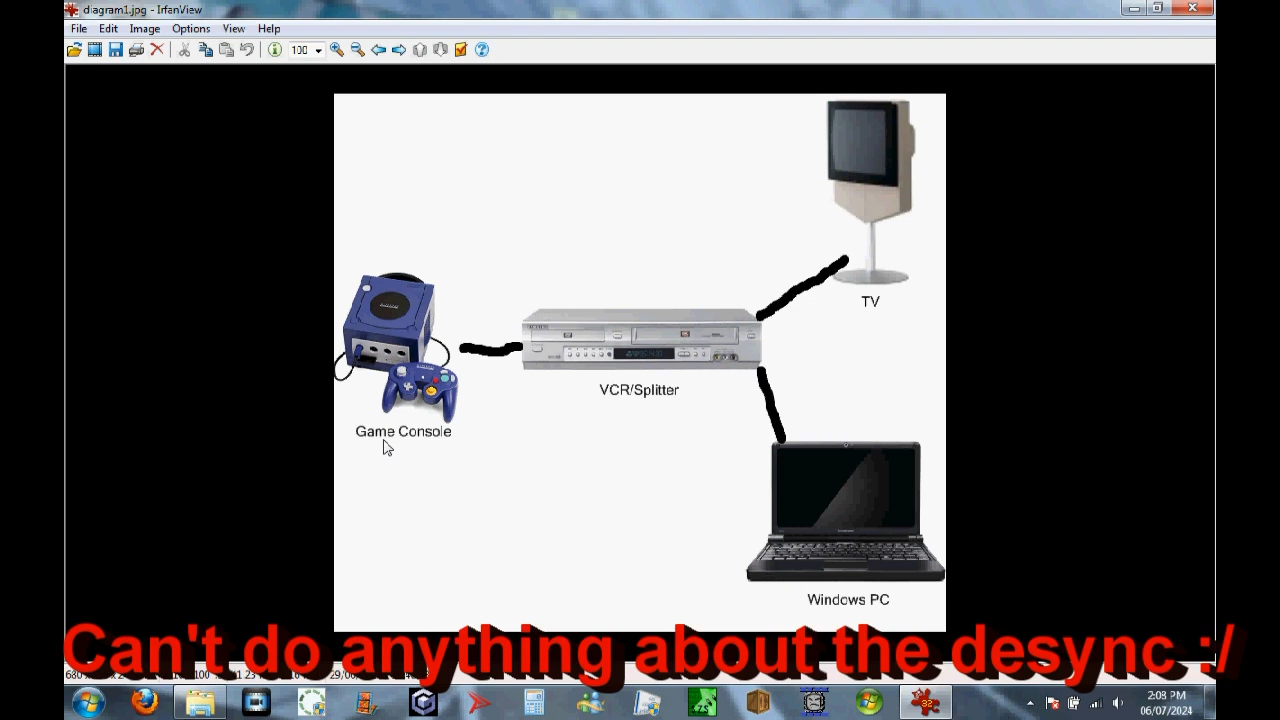 diagram1.jpg - IrfanView
File Edit Image Options View Help
100
TV
VCR/Splitter
Game Console
Windows PC
Can't do anything about the desync :/
2:08 PM
06/07/2024